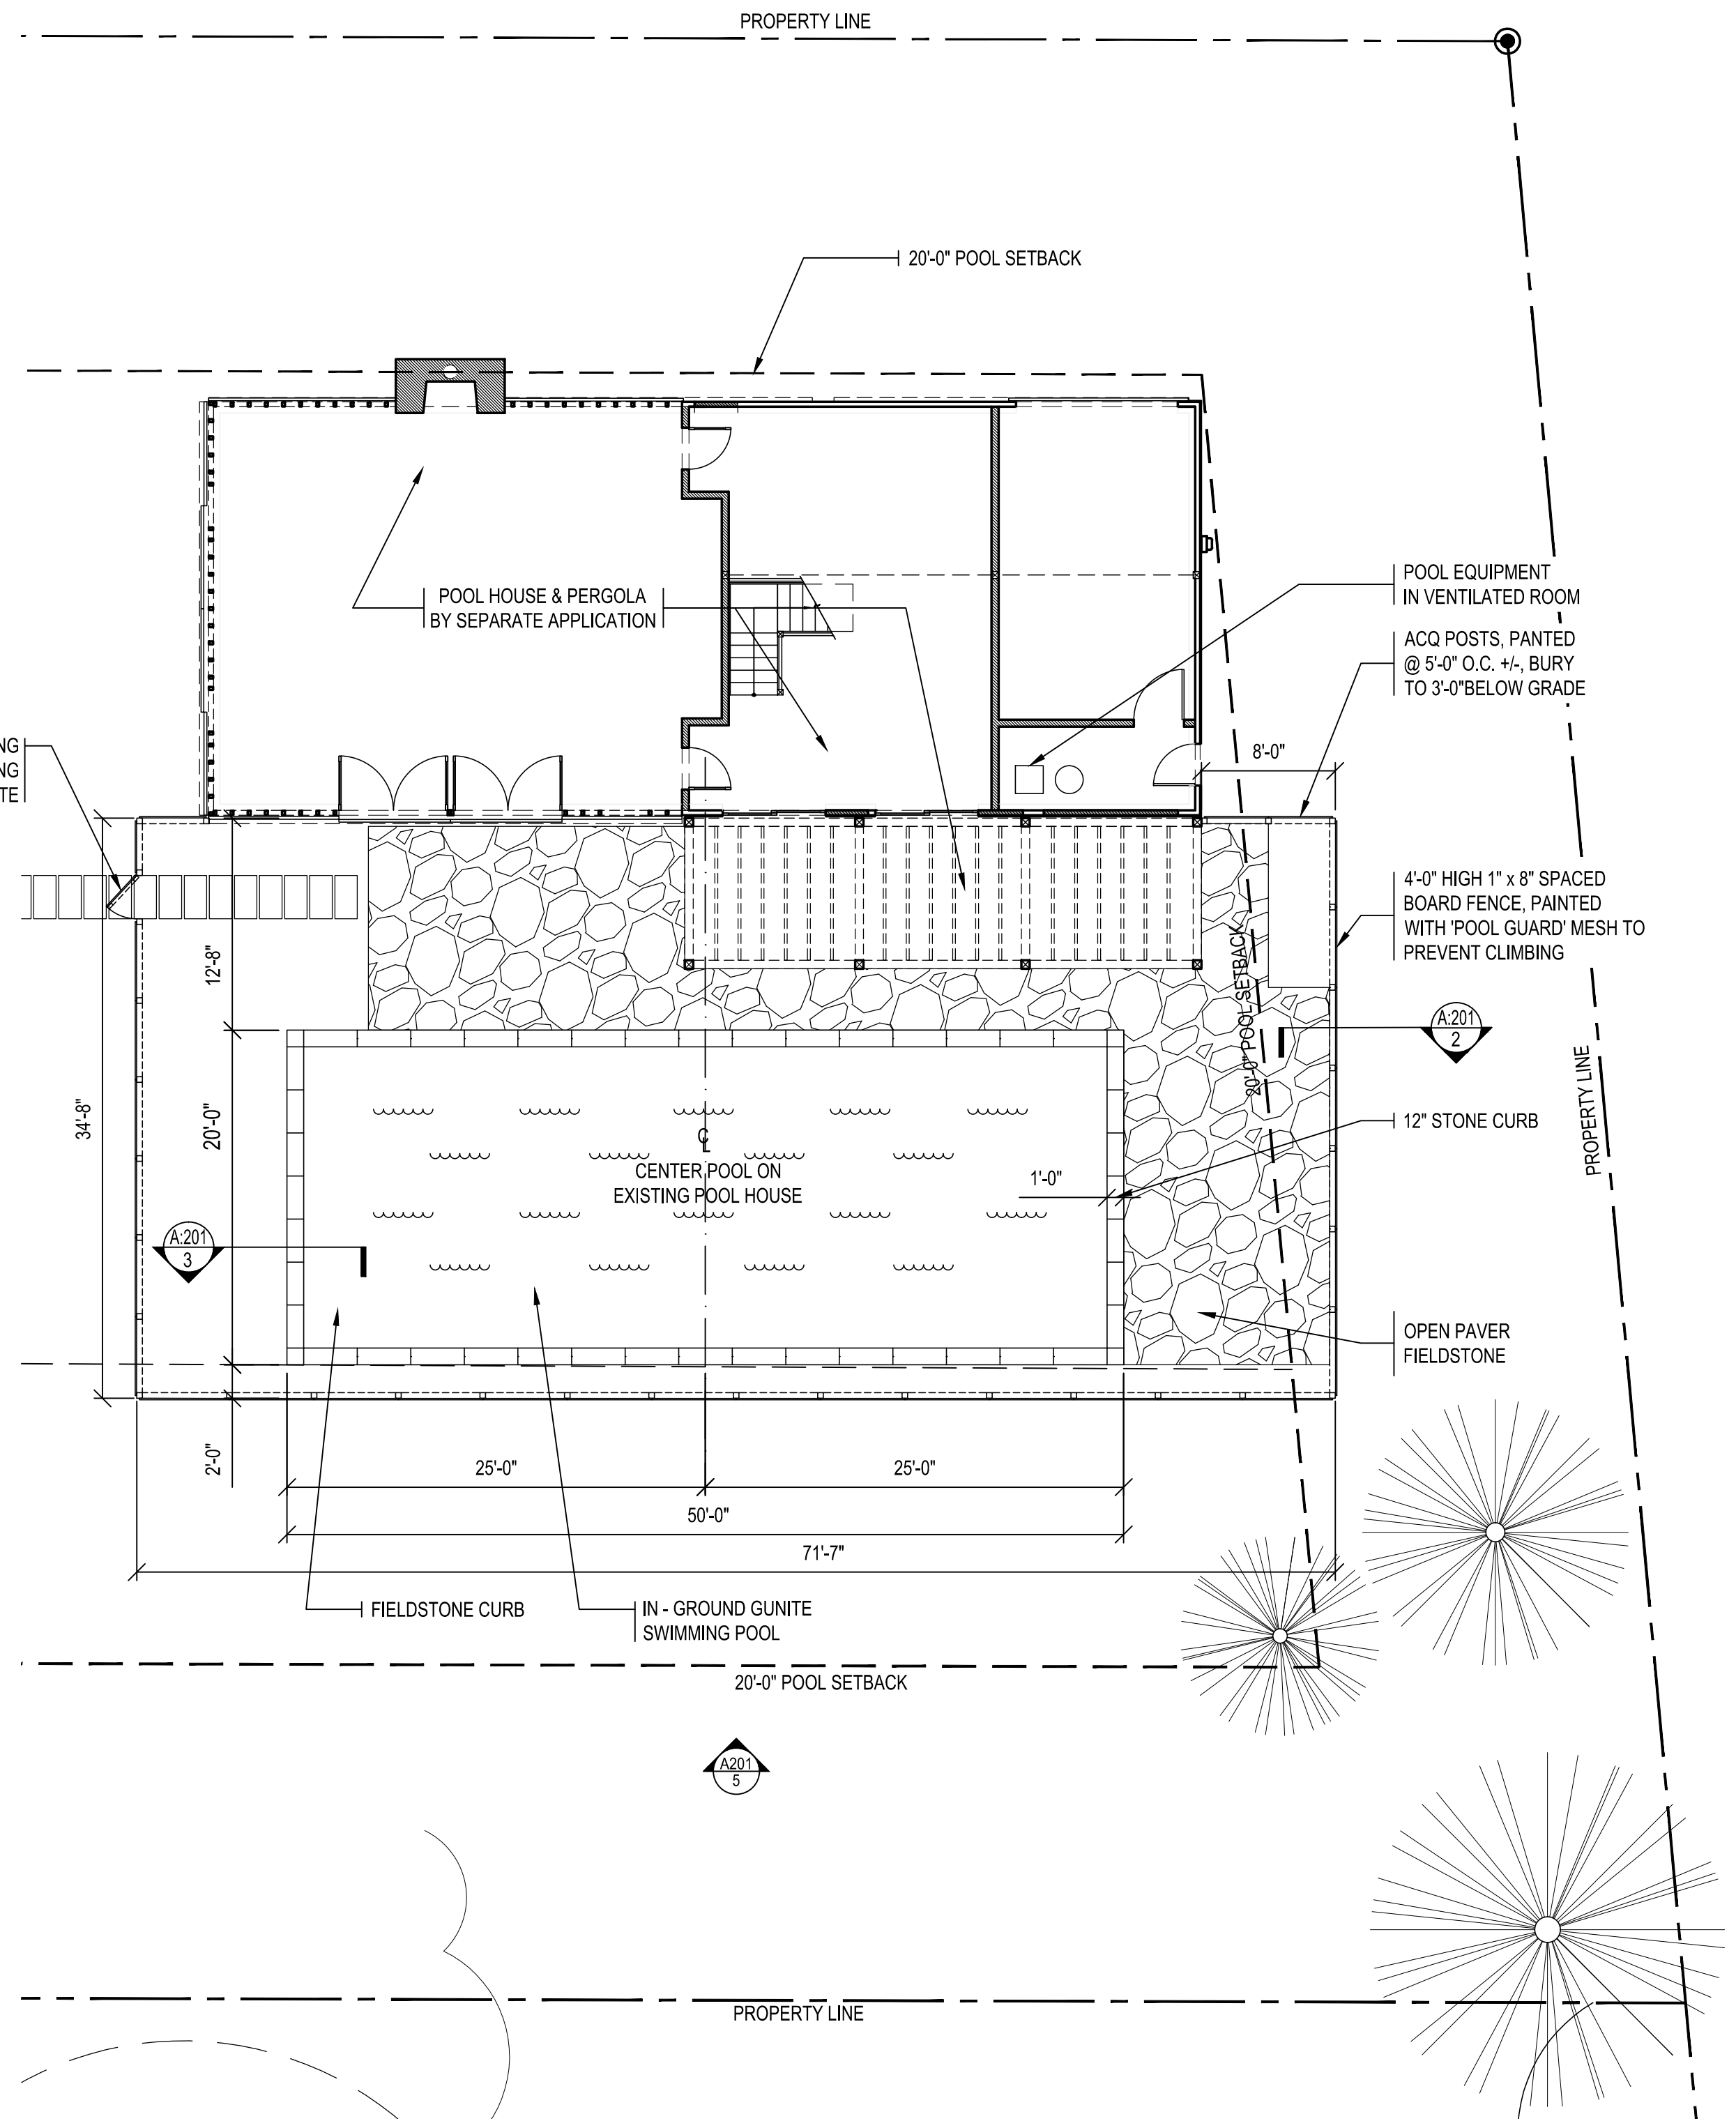 PROPERTY LINE
20'-0" POOL SETBACK
POOL HOUSE & PERGOLA
BY SEPARATE APPLICATION
POOL EQUIPMENT
IN VENTILATED ROOM
ACQ POSTS, PANTED
@ 5'-0" O.C. +/-, BURY
TO 3'-0"BELOW GRADE
NG
NG
TE
8'-0"
4'-0" HIGH 1" x 8" SPACED
BOARD FENCE, PAINTED
WITH 'POOL GUARD' MESH TO
PREVENT CLIMBING
12'-8"
20'-0" POOL SETBACK
A:201
2
PROPERTY LINE
34'-8"
20'-0"
12" STONE CURB
CL
CENTER POOL ON
EXISTING POOL HOUSE
1'-0"
A:201
3
OPEN PAVER
FIELDSTONE
2'-0"
25'-0"
25'-0"
50'-0"
71'-7"
FIELDSTONE CURB
IN - GROUND GUNITE
SWIMMING POOL
20'-0" POOL SETBACK
A201
5
PROPERTY LINE